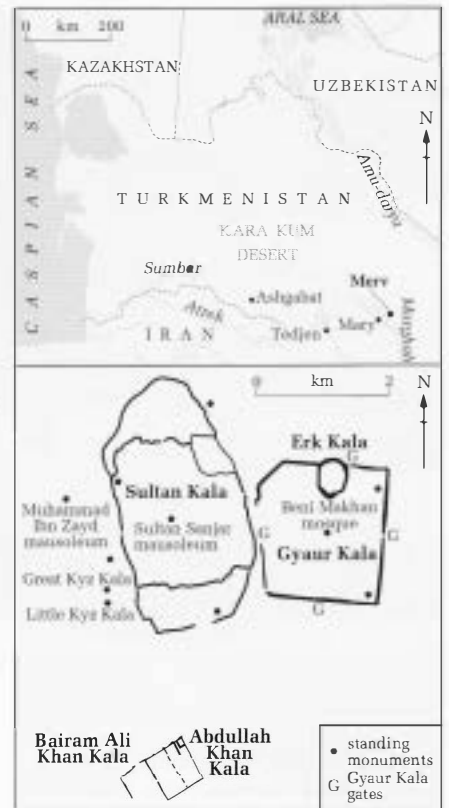 ARAL SEA
0 km 200
KAZAKHSTAN
UZBEKISTAN
N
CASPIAN SEA
Amu-darya
TURKMENISTAN
KARA KUM
DESERT
Sumbar
Merv
Ashgabat
Atrek
Mary
Murghab
IRAN
Tedjen
0 km 2
N
Erk Kala
G
Sultan Kala
Muhammad
Ibn Zayd
mausoleum
Sultan Sanjar
mausoleum
Beni Makhan
mosque
G
G
Gyaur Kala
Great Kyz Kala
Little Kyz Kala
G
Bairam Ali
Khan Kala
Abdullah
Khan
Kala
standing
monuments
G Gyaur Kala
gates